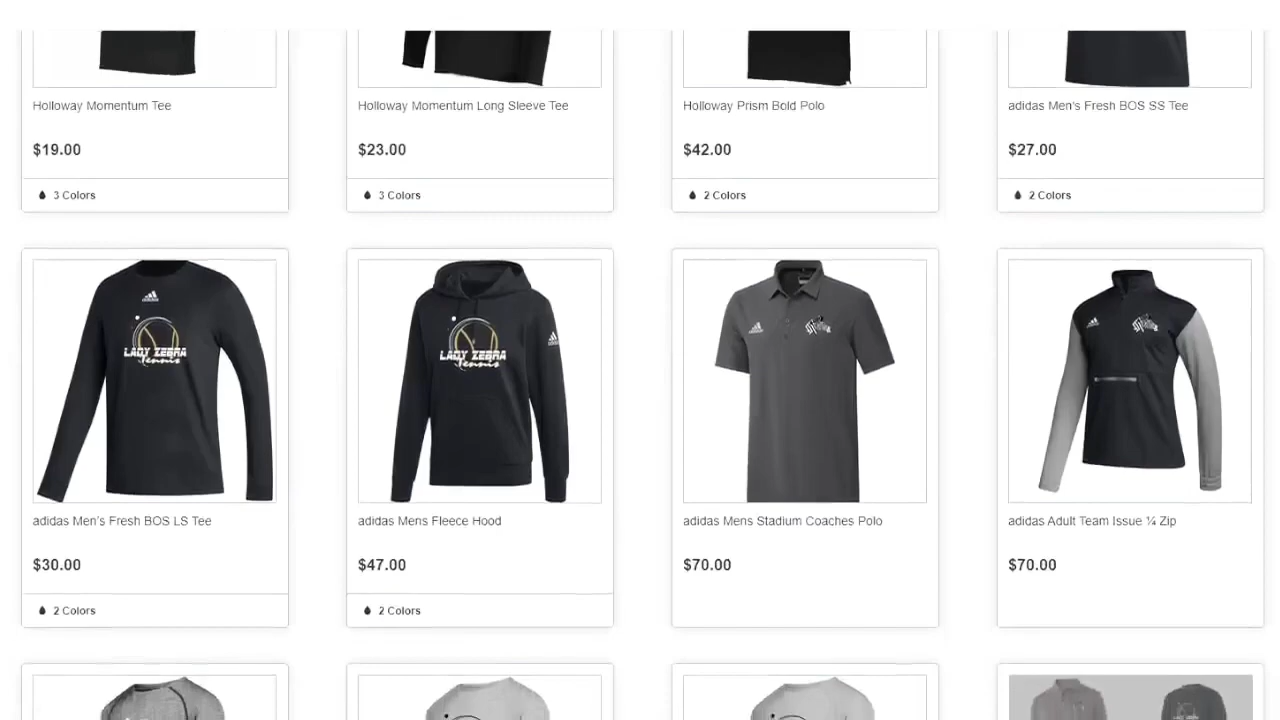 Holloway Momentum Tee
Holloway Momentum Long Sleeve Tee
Holloway Prism Bold Polo
adidas Men's Fresh BOS SS Tee
$19.00
$23.00
$42.00
$27.00
3 Colors
3 Colors
2 Colors
2 Colors
LADY ZEBRA
Tennis
LADY ZEBRA
Tennis
adidas Men's Fresh BOS LS Tee
adidas Mens Fleece Hood
adidas Mens Stadium Coaches Polo
adidas Adult Team Issue ¼ Zip
$30.00
$47.00
$70.00
$70.00
2 Colors
2 Colors